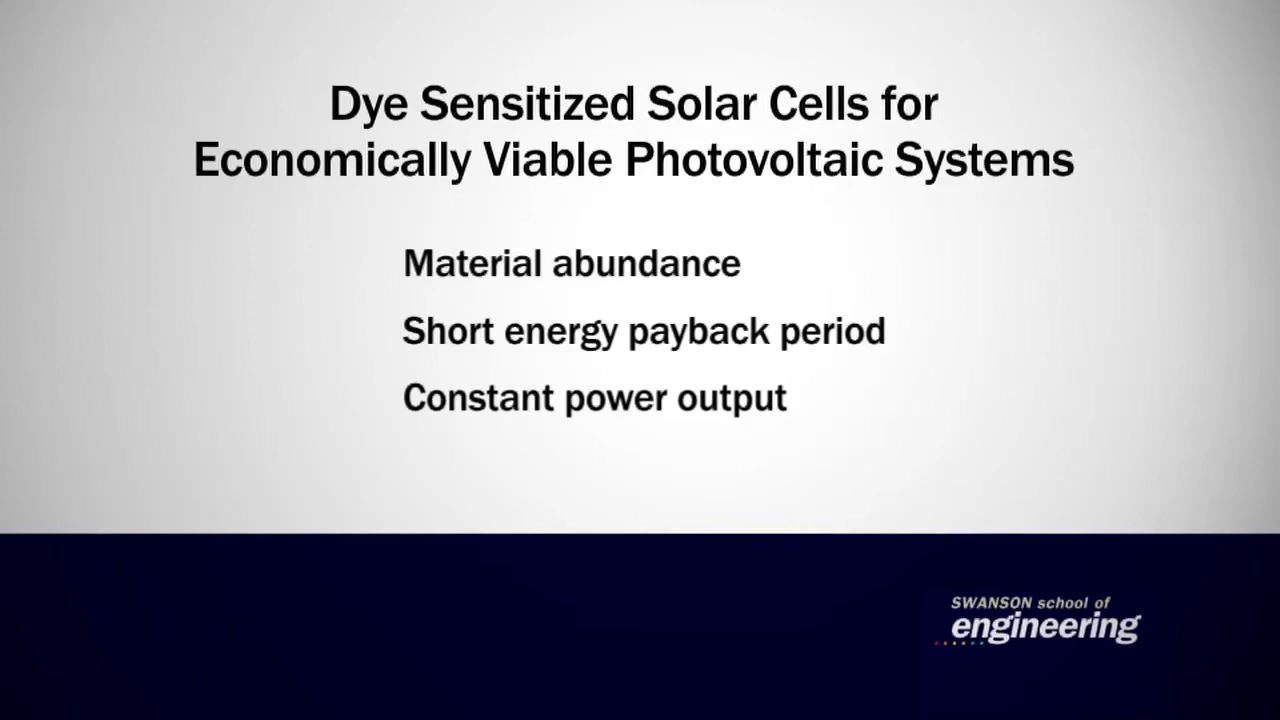 Dye Sensitized Solar Cells for
Economically Viable Photovoltaic Systems
Material abundance
Short energy payback period
Constant power output
SWANSON school of
engineering